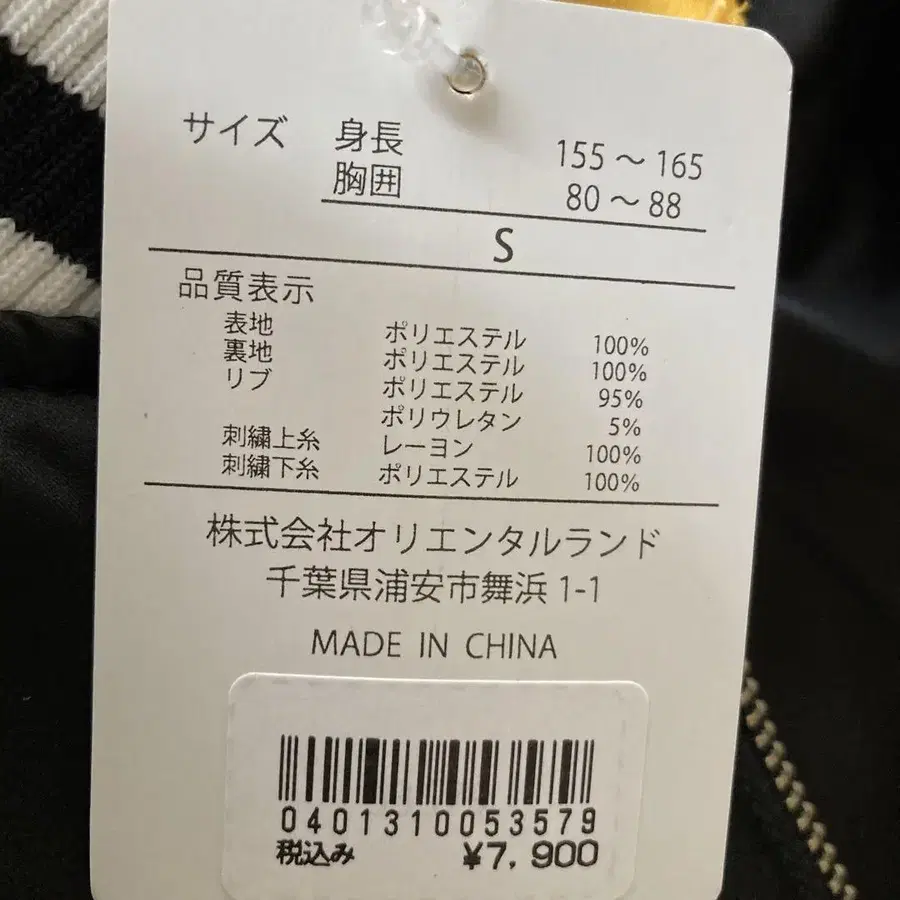 サイズ 身長 155～165
胸囲 80～88
S
品質表示
表地 ポリエステル 100%
裏地 ポリエステル 100%
リブ ポリエステル 95%
ポリウレタン 5%
刺繍上糸 レーヨン 100%
刺繍下糸 ポリエステル 100%
株式会社オリエンタルランド
千葉県浦安市舞浜 1-1
MADE IN CHINA
0401310053579
税込み ¥7,900